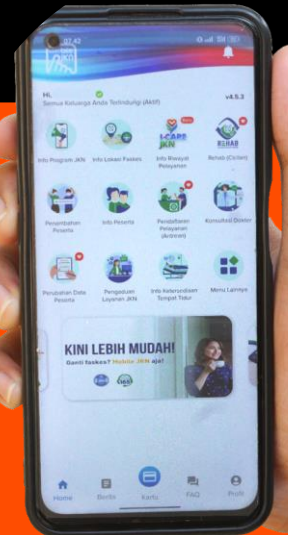 07.42
Hi,
Semua Keluarga Anda Terlindungi (Aktif)
v4.5.2
Info Program JKN
Info Lokasi Faskes
I-CARE
JKN
Info Riwayat
Pelayanan
REHAB
Rehab (Cicilan)
Penambahan
Peserta
Info Peserta
Pendaftaran
Pelayanan
(Antrean)
Konsultasi Dokter
Perubahan Data
Peserta
Pengaduan
Layanan JKN
Info Ketersediaan
Tempat Tidur
Menu Lainnya
KINI LEBIH MUDAH!
Ganti faskes? Mobile JKN aja!
165
Home
Berita
Kartu
FAQ
Profil